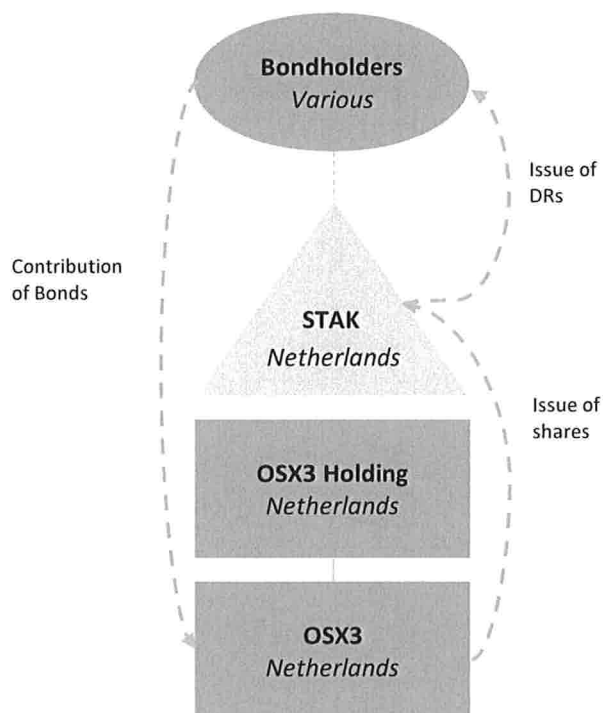 Bondholders
Various
Issue of
DRs
Contribution
of Bonds
STAK
Netherlands
Issue of
shares
OSX3 Holding
Netherlands
OSX3
Netherlands